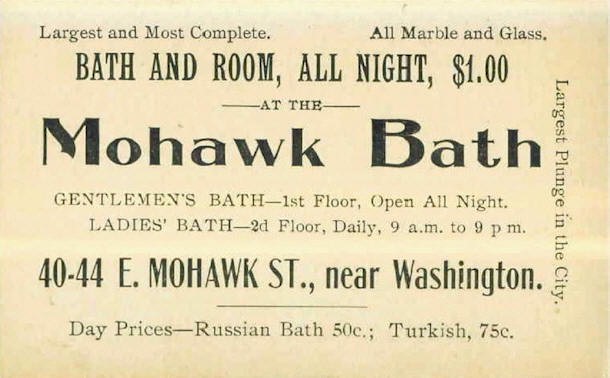 Largest and Most Complete. All Marble and Glass.
BATH AND ROOM, ALL NIGHT, $1.00
AT THE
Mohawk Bath
GENTLEMEN'S BATH—1st Floor, Open All Night.
LADIES' BATH—2d Floor, Daily, 9 a.m. to 9 p m.
40-44 E. MOHAWK ST., near Washington.
Day Prices—Russian Bath 50c.; Turkish, 75c.
Largest Plunge in the City.